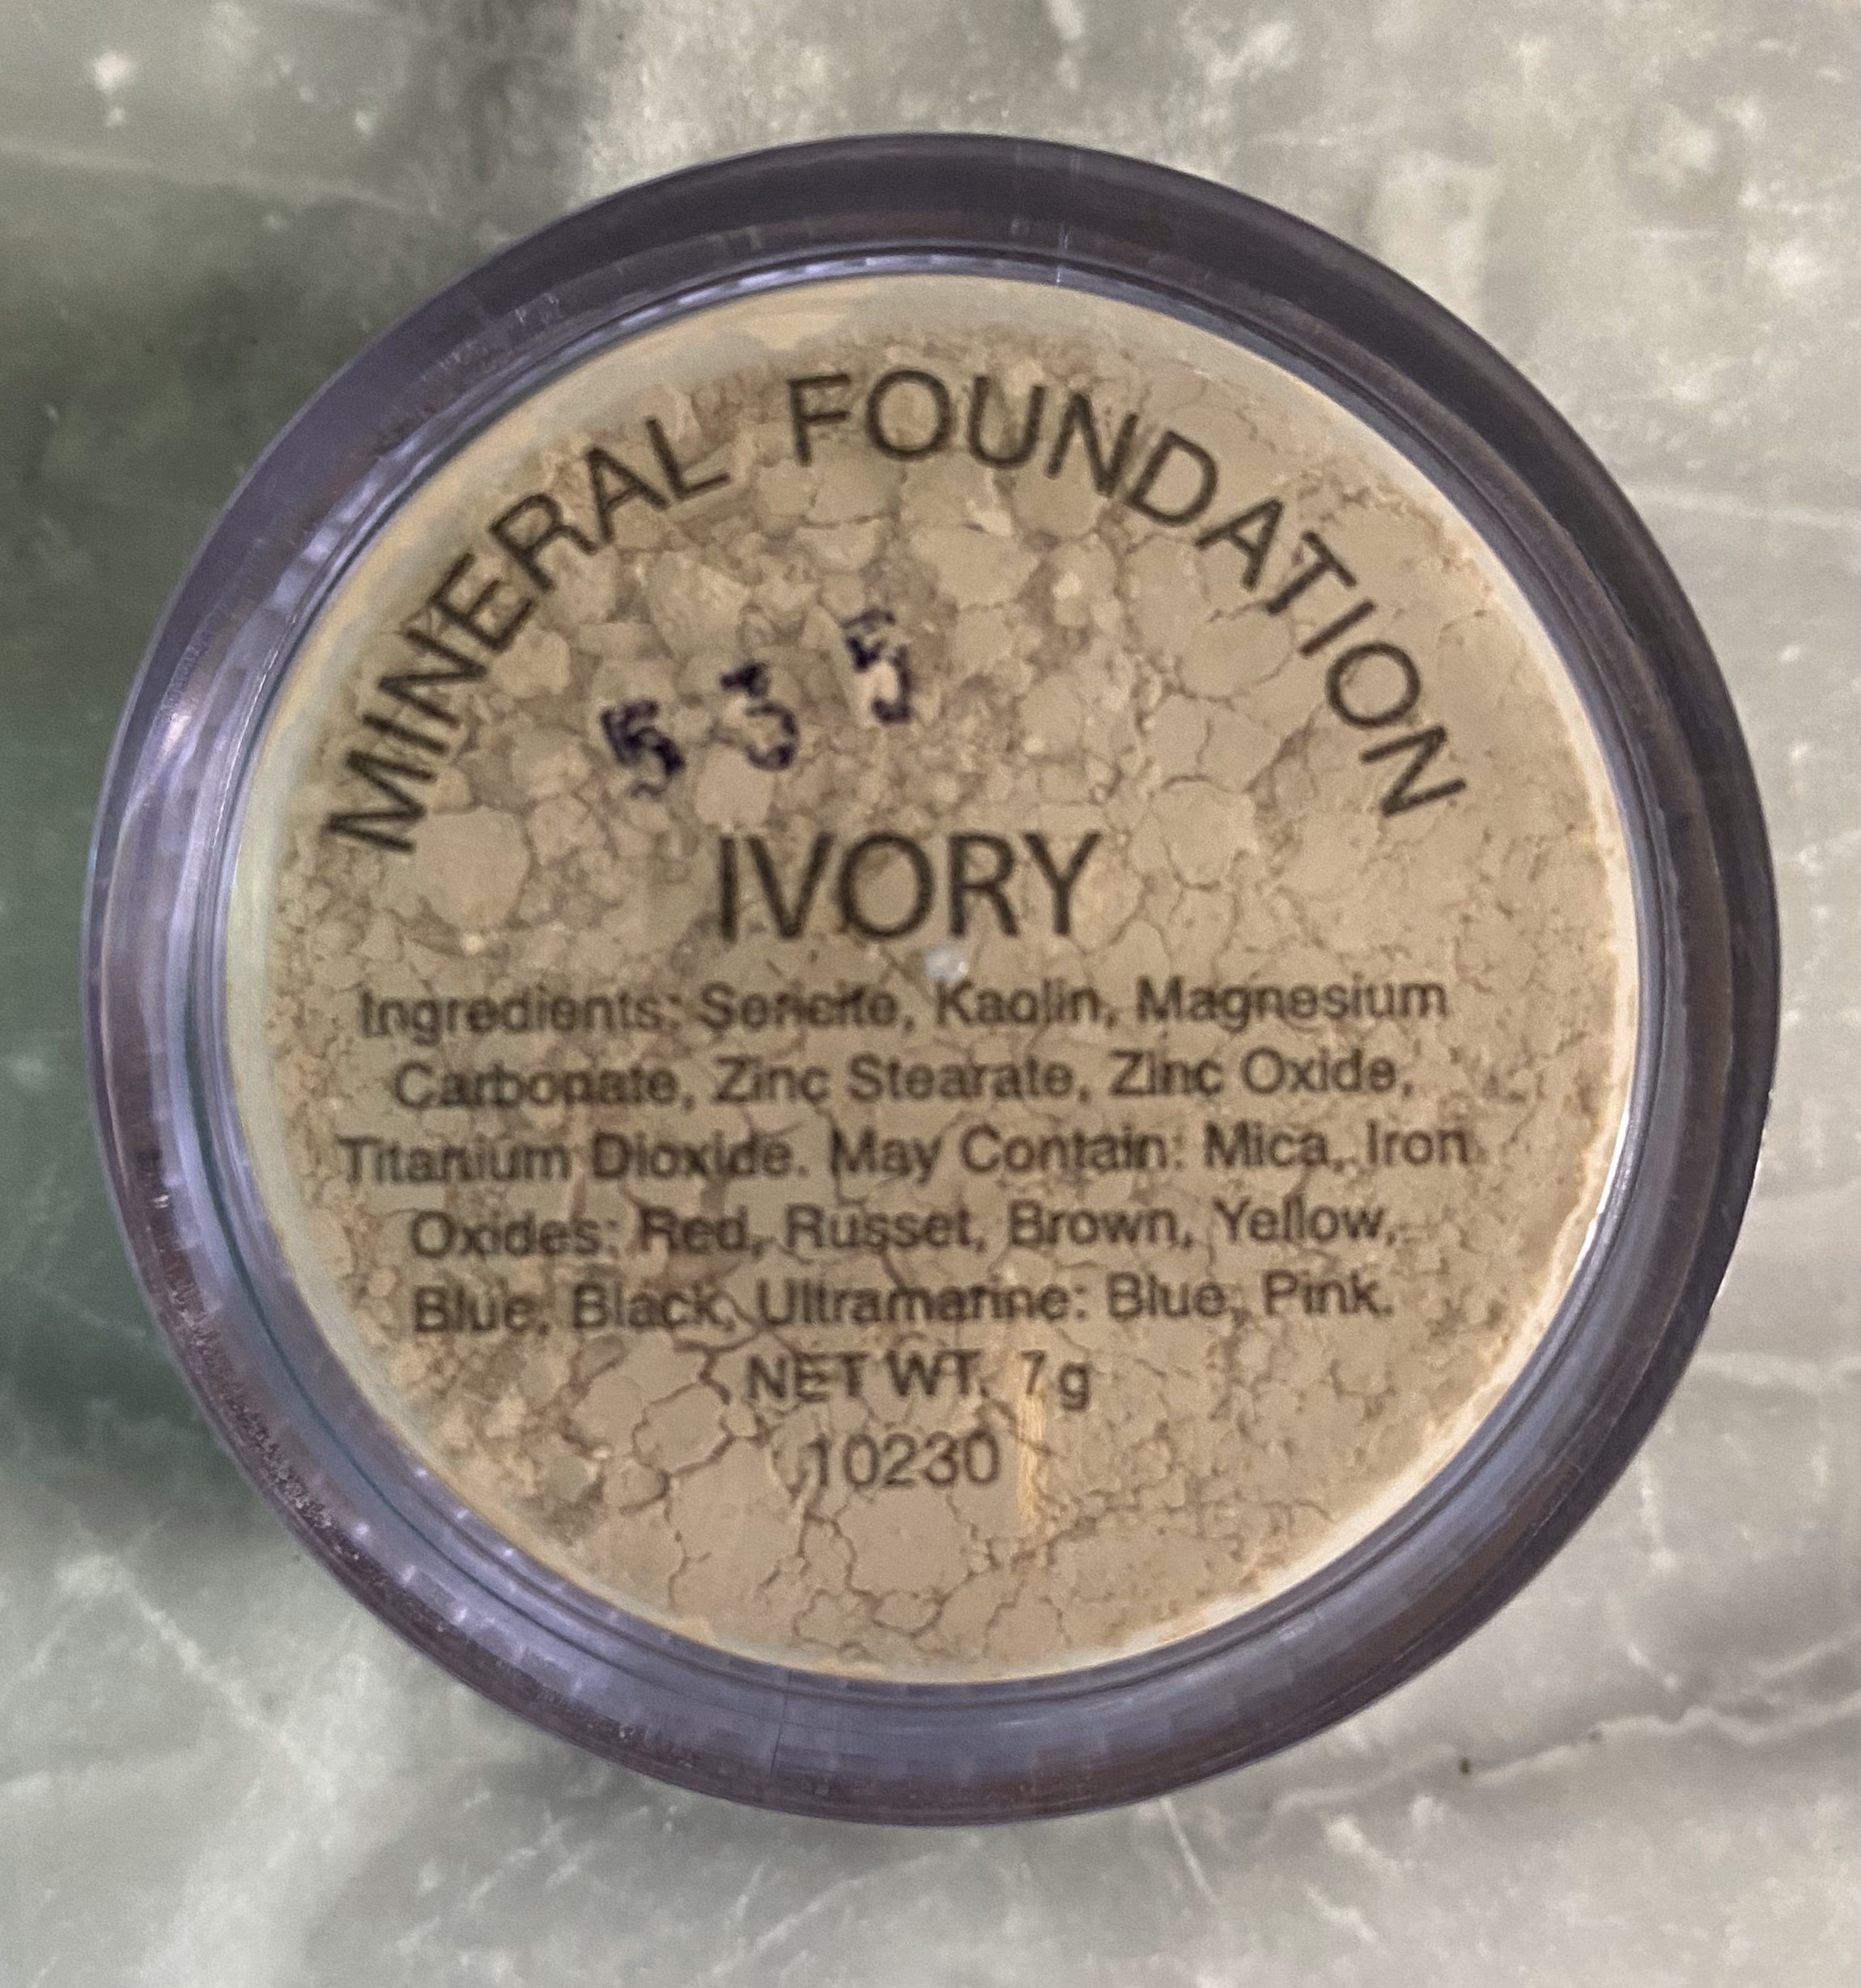 MINERAL FOUNDATION
535
IVORY
Ingredients: Sericite, Kaolin, Magnesium
Carbonate, Zinc Stearate, Zinc Oxide,
Titanium Dioxide. May Contain: Mica, Iron
Oxides: Red, Russet, Brown, Yellow,
Blue, Black, Ultramarine: Blue, Pink.
NET WT. 7 g
10230